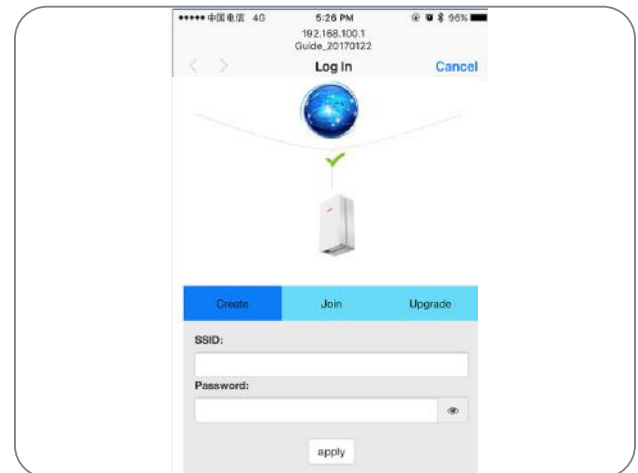 中国电信 4G 5:26 PM 96%
192.168.100.1
Guide_20170122
Log In Cancel
Create Join Upgrade
SSID:
Password:
apply